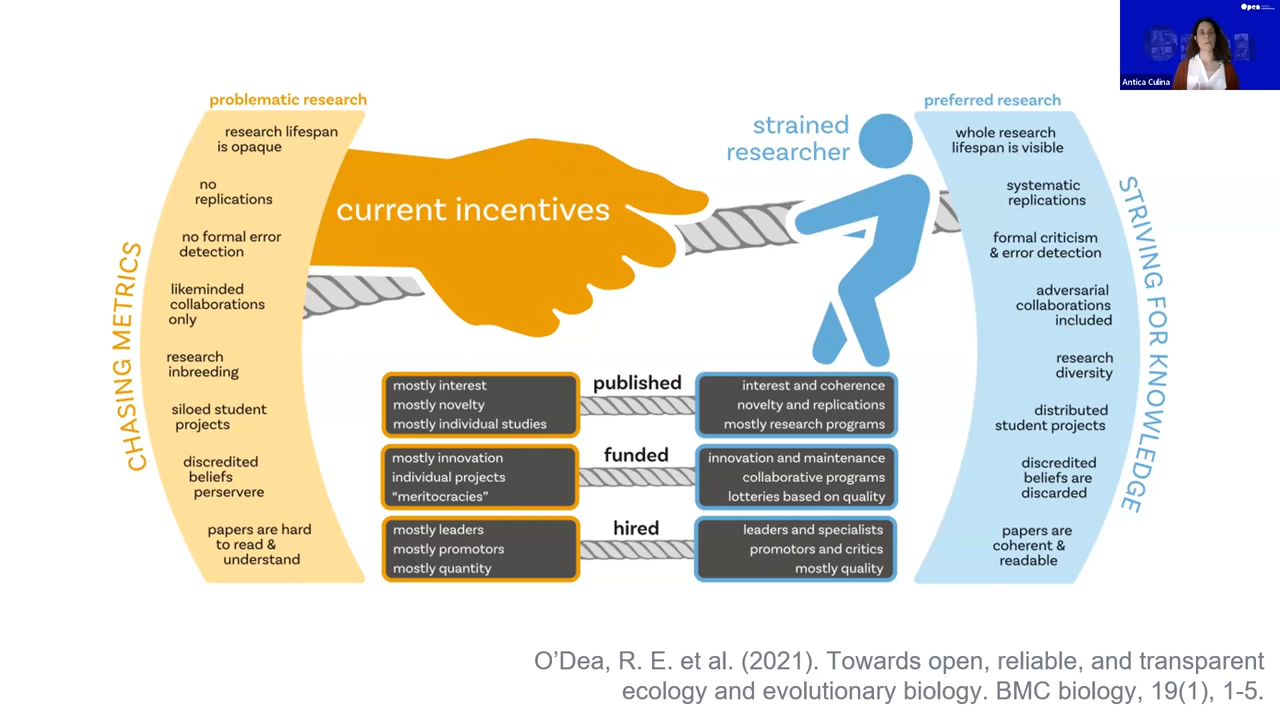 Open
Antica Culina
problematic research
research lifespan
is opaque
no
replications
no formal error
detection
likeminded
collaborations
only
research
inbreeding
siloed student
projects
discredited
beliefs
perservere
papers are hard
to read &
understand
CHASING METRICS
current incentives
strained
researcher
preferred research
whole research
lifespan is visible
systematic
replications
formal criticism
& error detection
adversarial
collaborations
included
research
diversity
distributed
student projects
discredited
beliefs are
discarded
papers are
coherent &
readable
STRIVING FOR KNOWLEDGE
published
mostly interest
mostly novelty
mostly individual studies
interest and coherence
novelty and replications
mostly research programs
funded
mostly innovation
individual projects
“meritocracies”
innovation and maintenance
collaborative programs
lotteries based on quality
hired
mostly leaders
mostly promotors
mostly quantity
leaders and specialists
promotors and critics
mostly quality
O’Dea, R. E. et al. (2021). Towards open, reliable, and transparent
ecology and evolutionary biology. BMC biology, 19(1), 1-5.